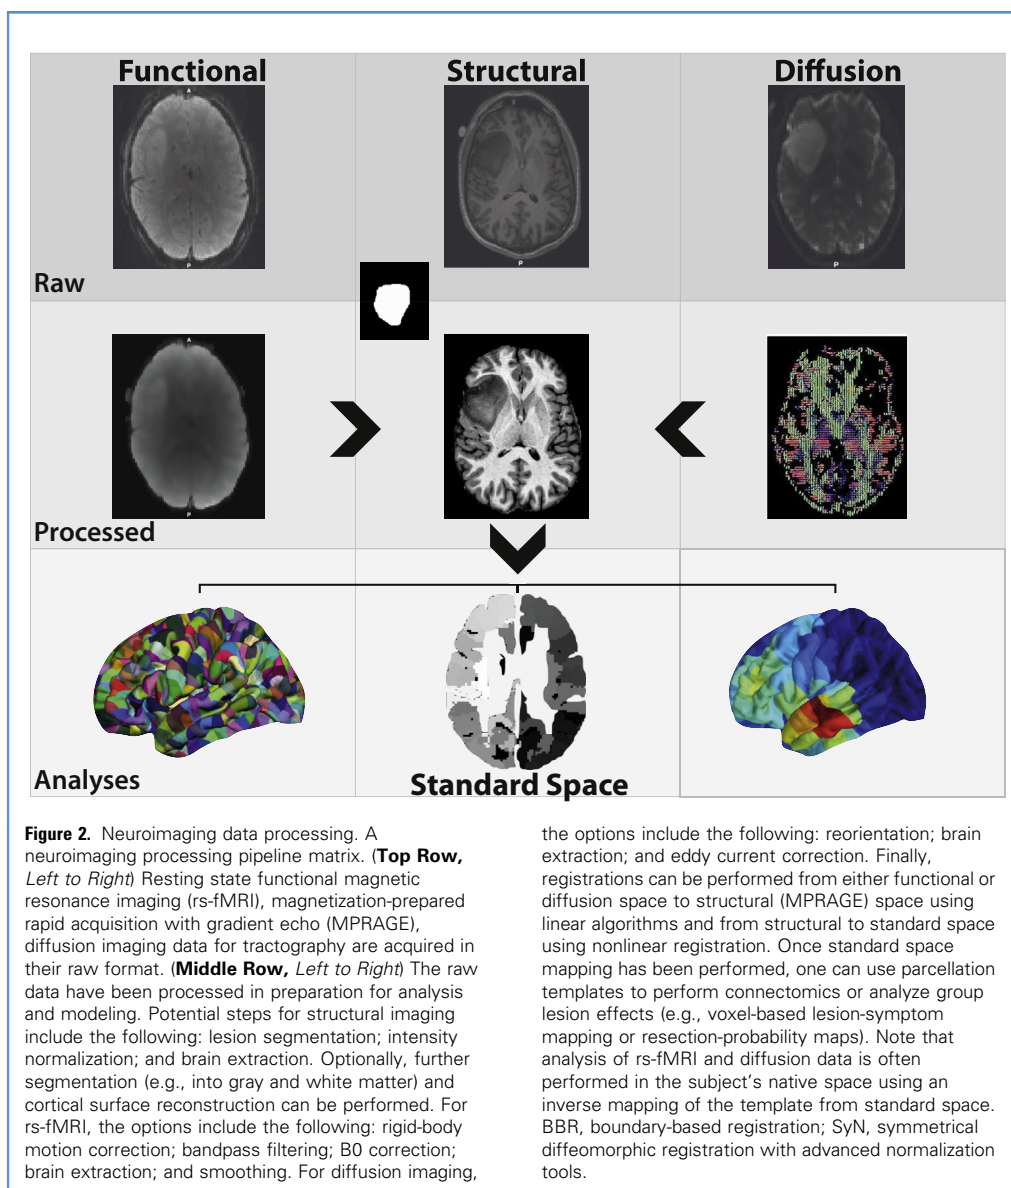 Functional
Structural
Diffusion
A
P
P
P
Raw
A
P
Processed
Analyses
Standard Space
Figure 2. Neuroimaging data processing. A
neuroimaging processing pipeline matrix. (Top Row,
Left to Right) Resting state functional magnetic
resonance imaging (rs-fMRI), magnetization-prepared
rapid acquisition with gradient echo (MPRAGE),
diffusion imaging data for tractography are acquired in
their raw format. (Middle Row, Left to Right) The raw
data have been processed in preparation for analysis
and modeling. Potential steps for structural imaging
include the following: lesion segmentation; intensity
normalization; and brain extraction. Optionally, further
segmentation (e.g., into gray and white matter) and
cortical surface reconstruction can be performed. For
rs-fMRI, the options include the following: rigid-body
motion correction; bandpass filtering; B0 correction;
brain extraction; and smoothing. For diffusion imaging,
the options include the following: reorientation; brain
extraction; and eddy current correction. Finally,
registrations can be performed from either functional or
diffusion space to structural (MPRAGE) space using
linear algorithms and from structural to standard space
using nonlinear registration. Once standard space
mapping has been performed, one can use parcellation
templates to perform connectomics or analyze group
lesion effects (e.g., voxel-based lesion-symptom
mapping or resection-probability maps). Note that
analysis of rs-fMRI and diffusion data is often
performed in the subject's native space using an
inverse mapping of the template from standard space.
BBR, boundary-based registration; SyN, symmetrical
diffeomorphic registration with advanced normalization
tools.